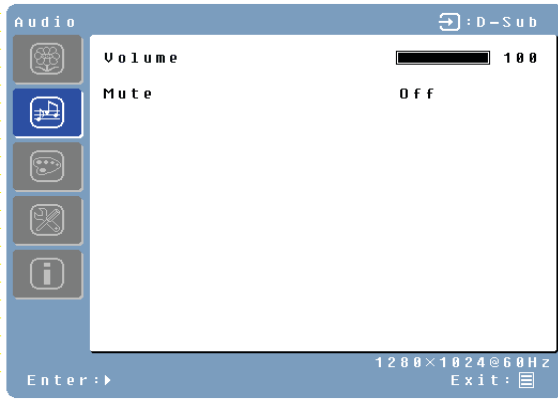 Audio :D-Sub
Volume 100
Mute Off
1280×1024@60Hz
Enter: Exit: